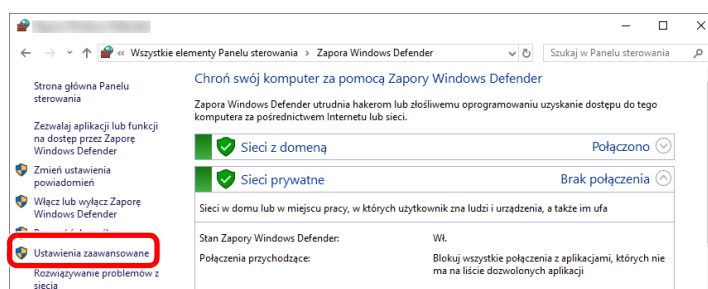 « Wszystkie elementy Panelu sterowania › Zapora Windows Defender
Szukaj w Panelu sterowania
Strona główna Panelu
sterowania
Zezwalaj aplikacji lub funkcji
na dostęp przez Zaporę
Windows Defender
Zmień ustawienia
powiadomień
Włącz lub wyłącz Zaporę
Windows Defender
Ustawienia zaawansowane
Rozwiązywanie problemów z
siecią
Chroń swój komputer za pomocą Zapory Windows Defender
Zapora Windows Defender utrudnia hakerom lub złośliwemu oprogramowaniu uzyskanie dostępu do tego
komputera za pośrednictwem Internetu lub sieci.
Sieci z domeną Połączono
Sieci prywatne Brak połączenia
Sieci w domu lub w miejscu pracy, w których użytkownik zna ludzi i urządzenia, a także im ufa
Stan Zapory Windows Defender: Wł.
Połączenia przychodzące: Blokuj wszystkie połączenia z aplikacjami, których nie
ma na liście dozwolonych aplikacji